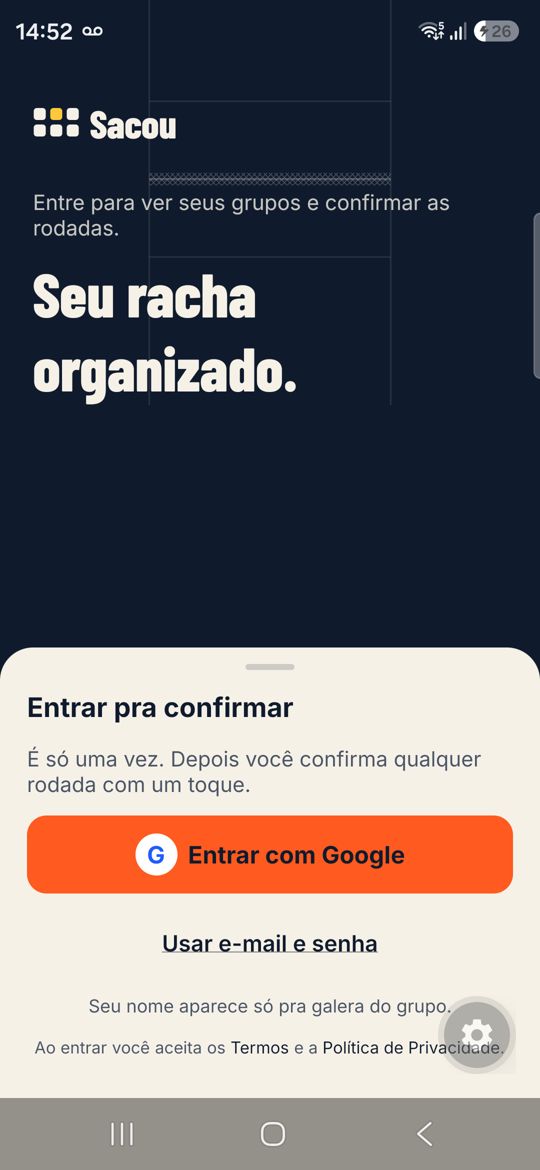 14:52
5
26
Sacou
Entre para ver seus grupos e confirmar as
rodadas.
Seu racha
organizado.
Entrar pra confirmar
É só uma vez. Depois você confirma qualquer
rodada com um toque.
G Entrar com Google
Usar e-mail e senha
Seu nome aparece só pra galera do grupo.
Ao entrar você aceita os Termos e a Política de Privacidade.